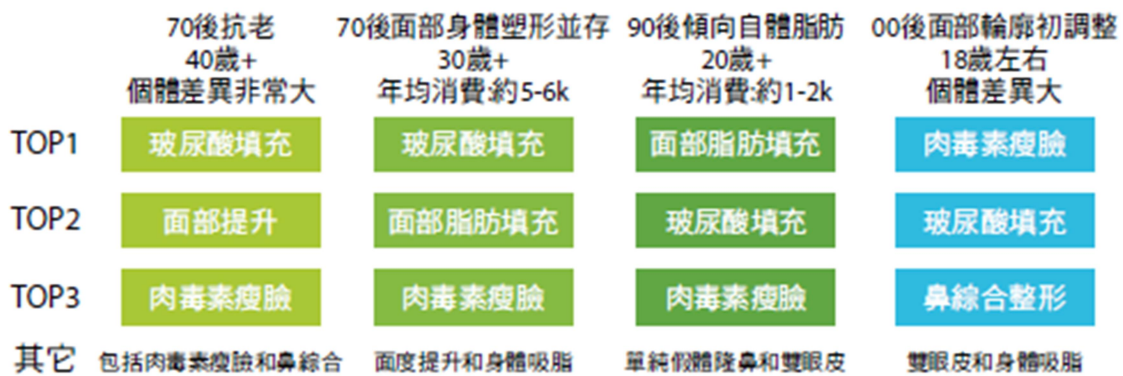 70後抗老 70後面部身體塑形並存 90後傾向自體脂肪 00後面部輪廓初調整
40歲+ 30歲+ 20歲+ 18歲左右
個體差異非常大 年均消費:約5-6k 年均消費:約1-2k 個體差異大
TOP1 玻尿酸填充 玻尿酸填充 面部脂肪填充 肉毒素瘦臉
TOP2 面部提升 面部脂肪填充 玻尿酸填充 玻尿酸填充
TOP3 肉毒素瘦臉 肉毒素瘦臉 肉毒素瘦臉 鼻綜合整形
其它 包括肉毒素瘦臉和鼻綜合 面度提升和身體吸脂 單純假體隆鼻和雙眼皮 雙眼皮和身體吸脂